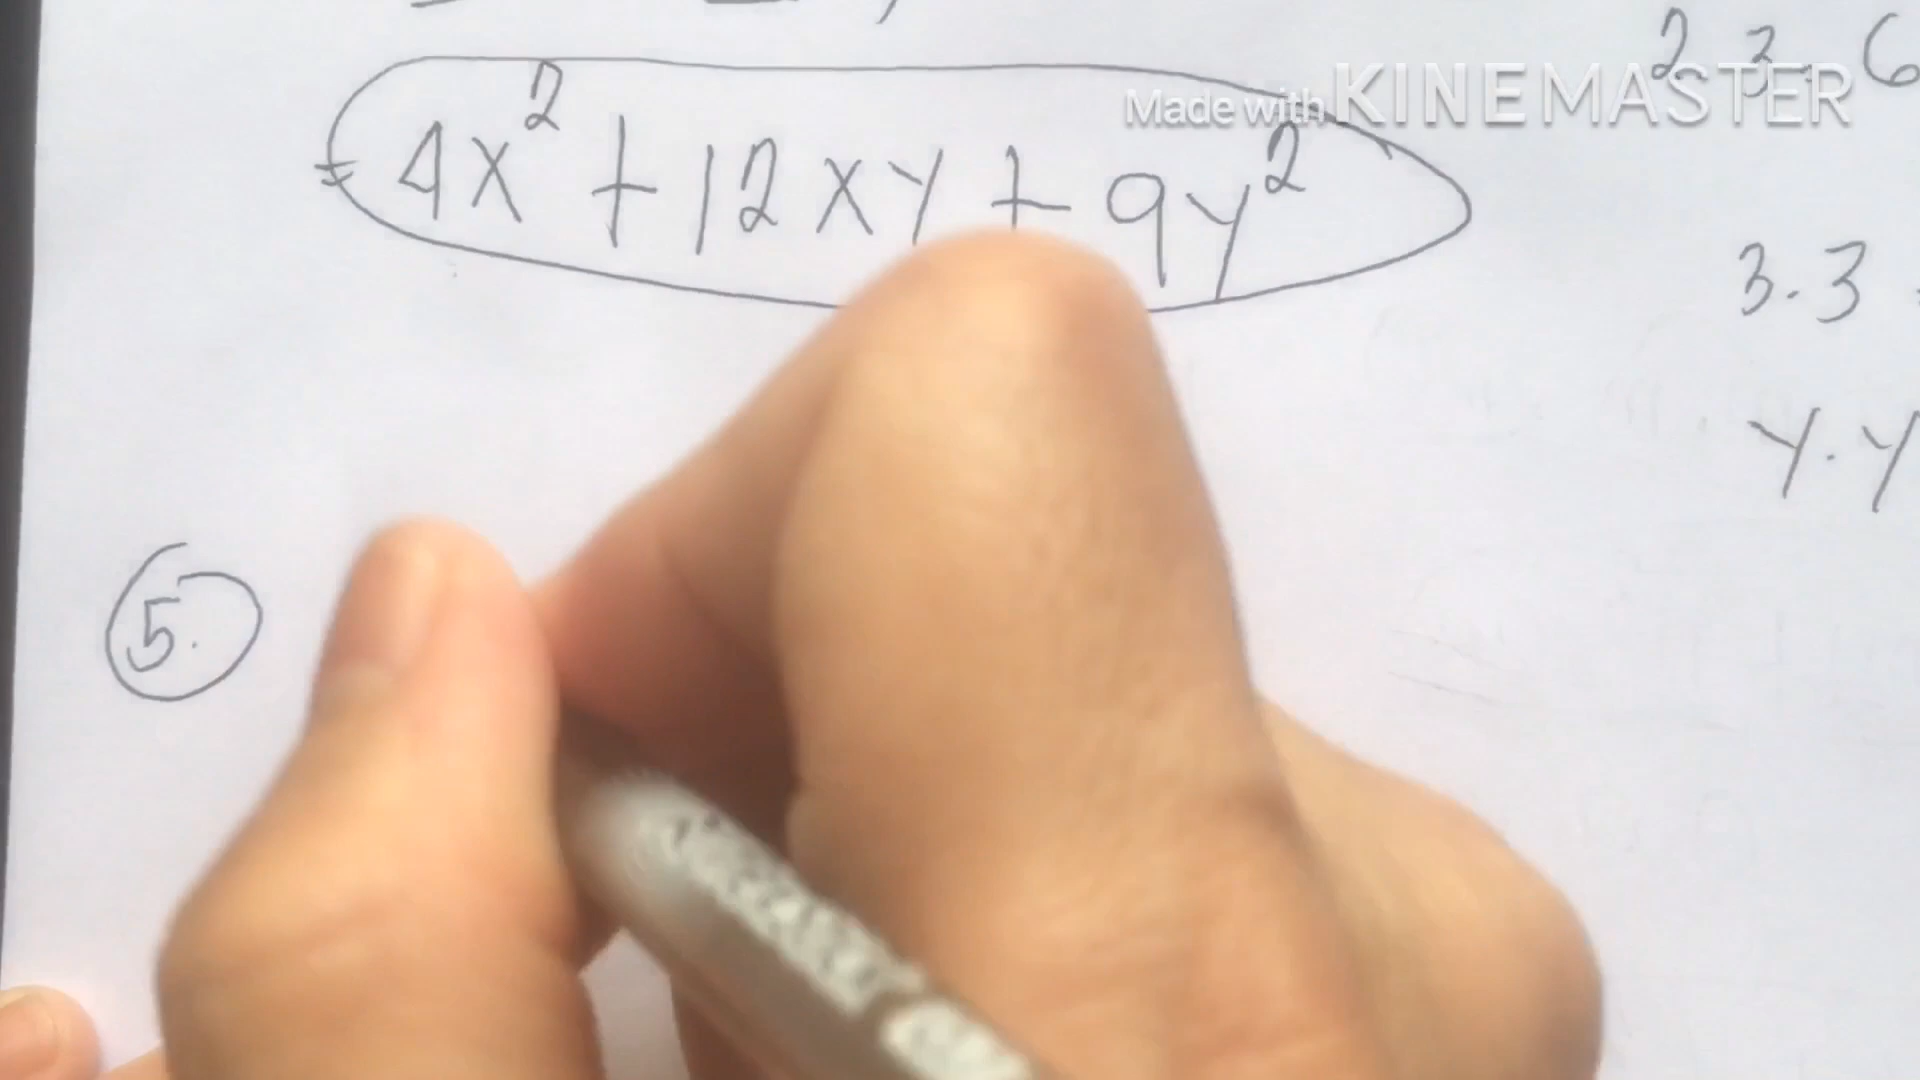 2 3 6
Made with KINEMASTER
= 4x² + 12xy + 9y²
3.3
y.y
5.